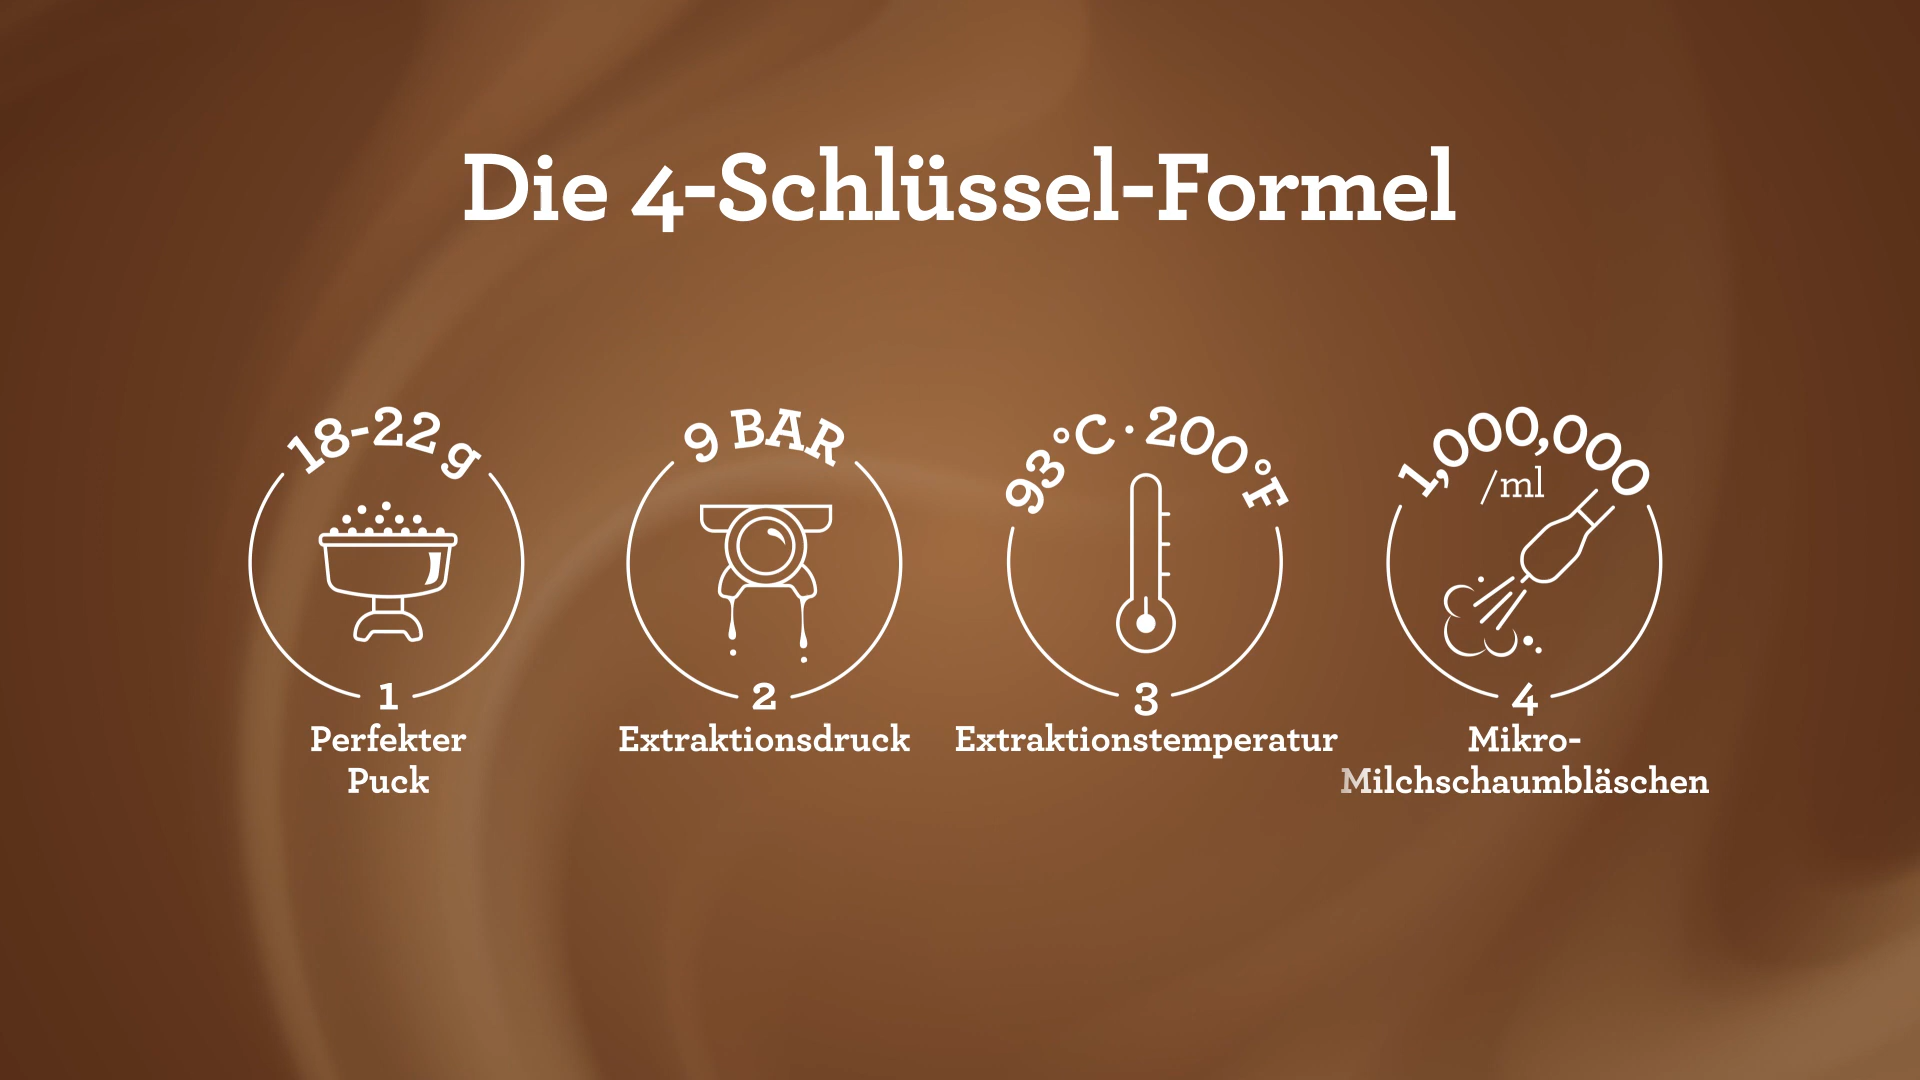 Die 4-Schlüssel-Formel
18-22 g
1
Perfekter
Puck
9 BAR
2
Extraktionsdruck
93°C · 200°F
3
Extraktionstemperatur
1,000,000
/ml
4
Mikro-
Milchschaumbläschen